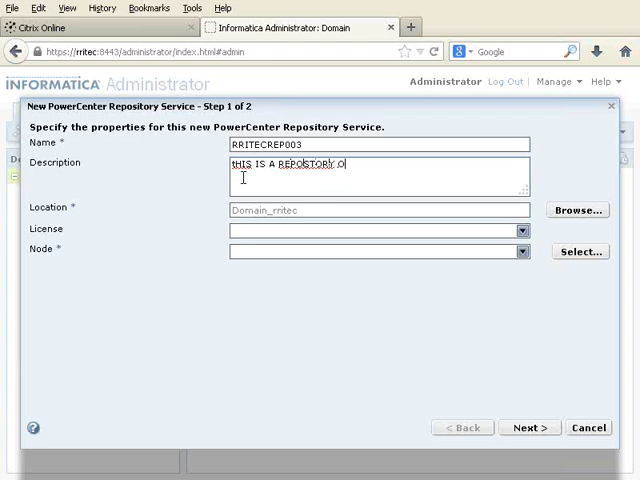 File Edit View History Bookmarks Tools Help
Citrix Online Informatica Administrator: Domain
https://rritec:8443/administrator/index.html#admin Google
INFORMATICA Administrator Administrator Log Out Manage Help
New PowerCenter Repository Service - Step 1 of 2
Specify the properties for this new PowerCenter Repository Service.
Name * RRITECREP003
Description tHIS IS A REPOSTORY O
Location * Domain_rritec Browse...
License
Node * Select...
< Back Next > Cancel